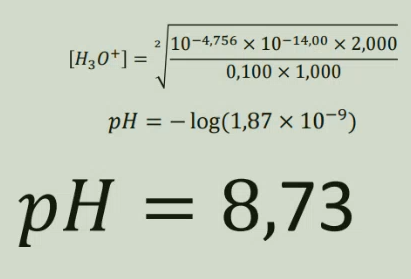 [H₃O⁺] = ²√(10⁻⁴,⁷⁵⁶ × 10⁻¹⁴,⁰⁰ × 2,000 / 0,100 × 1,000)
pH = − log(1,87 × 10⁻⁹)
pH = 8,73